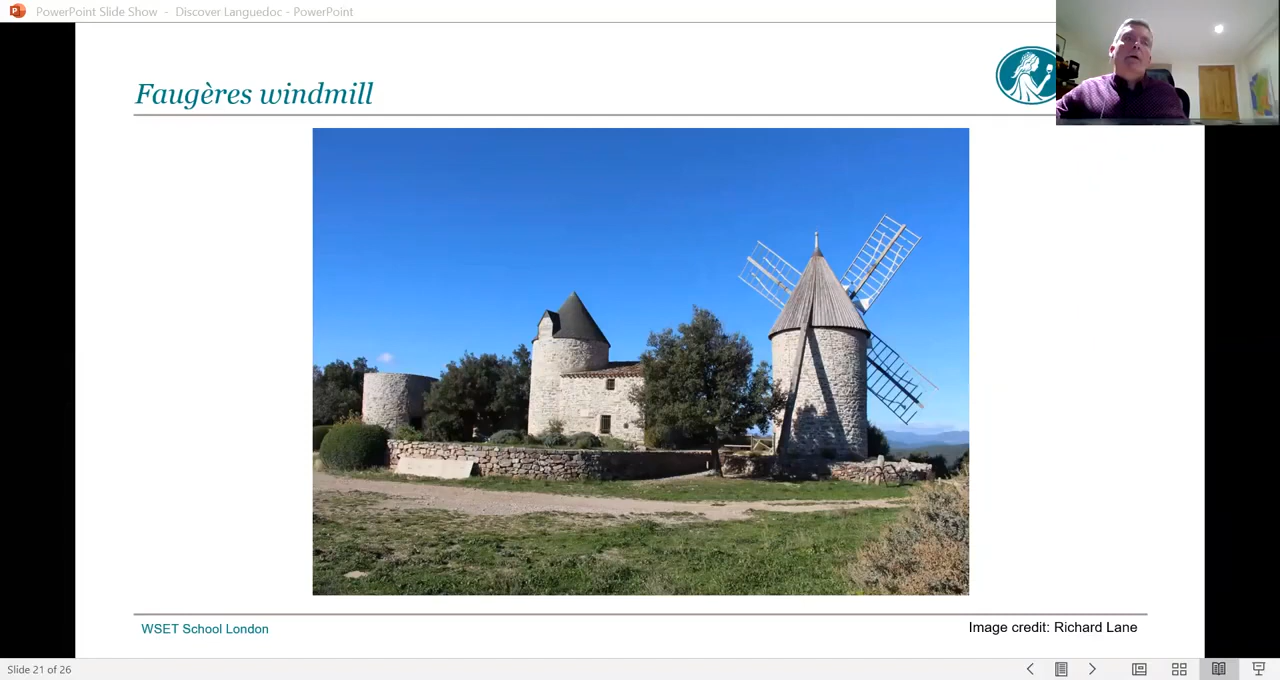 PowerPoint Slide Show - Discover Languedoc - PowerPoint
Faugères windmill
WSET School London
Image credit: Richard Lane
Slide 21 of 26